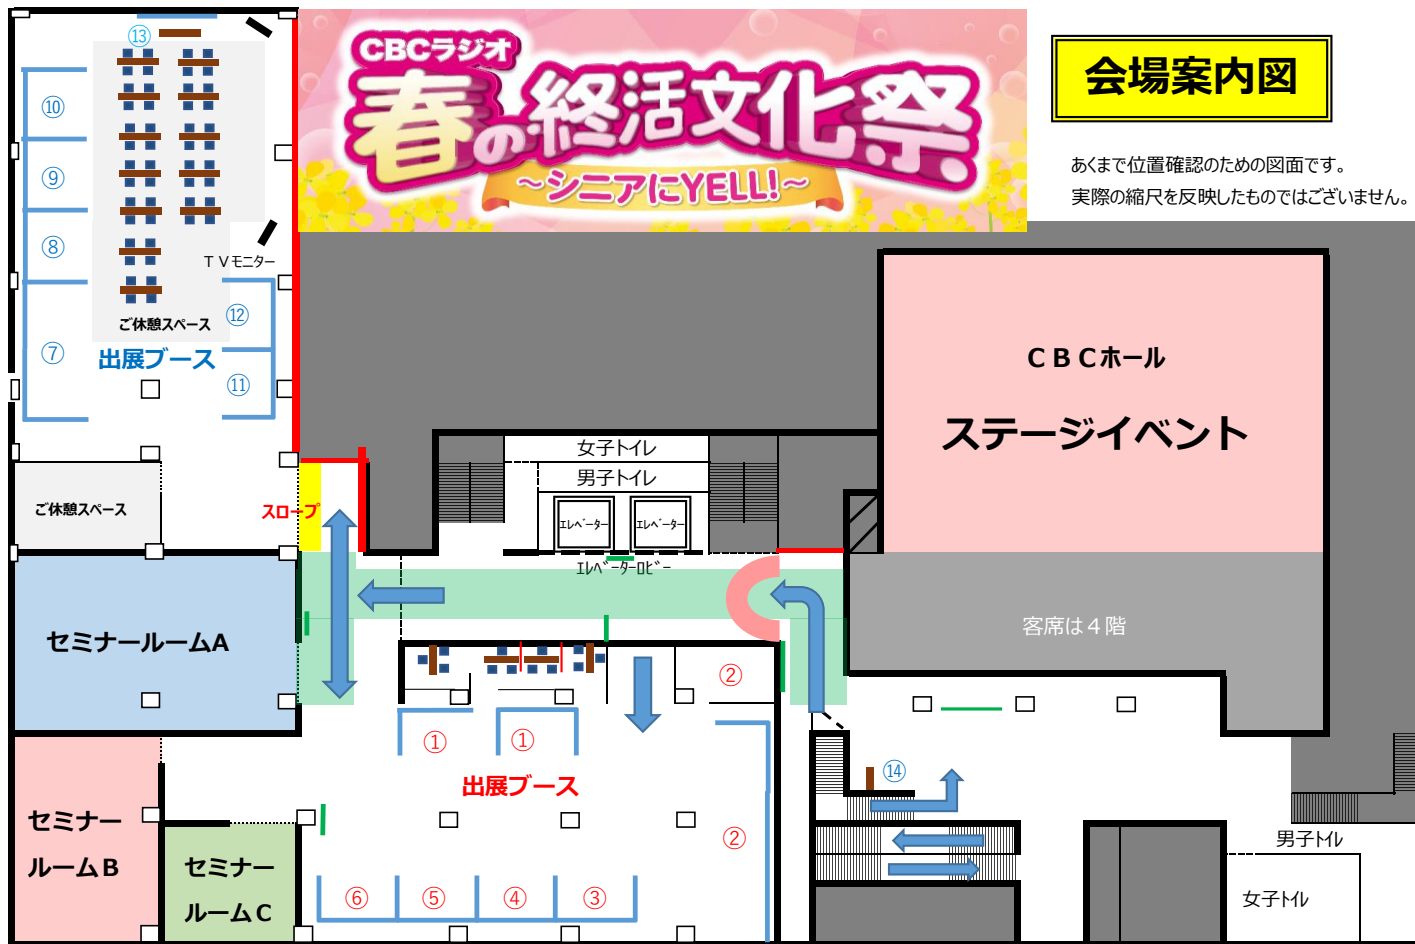 CBCラジオ
春の終活文化祭
～シニアにYELL!～
会場案内図
あくまで位置確認のための図面です。
実際の縮尺を反映したものではございません。
⑬
⑩
⑨
⑧
⑦
TVモニター
⑫
ご休憩スペース
出展ブース
⑪
ご休憩スペース
スロープ
女子トイレ
男子トイレ
エレベーター
エレベーター
エレベーターロビー
CBCホール
ステージイベント
客席は４階
セミナールームA
セミナー
ルームB
セミナー
ルームC
②
①
①
出展ブース
②
⑥
⑤
④
③
⑭
男子トイレ
女子トイレ